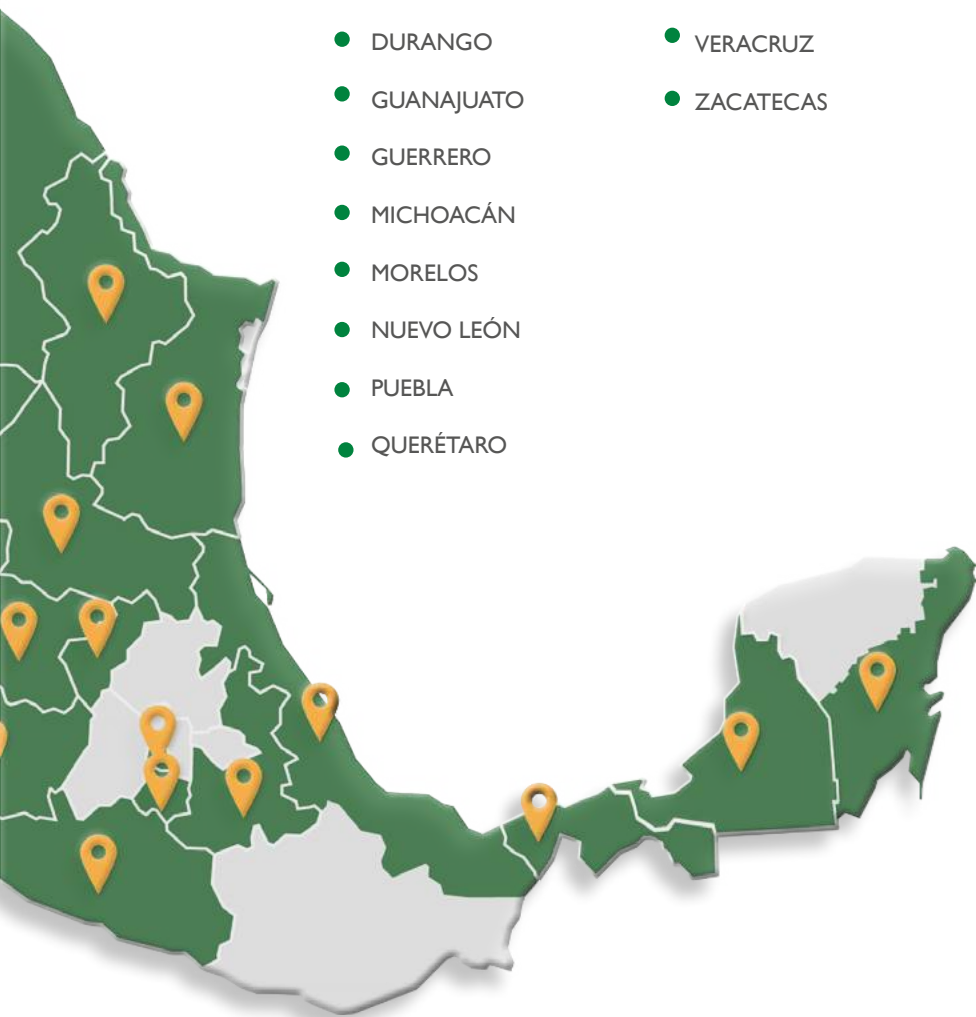 DURANGO
GUANAJUATO
GUERRERO
MICHOACÁN
MORELOS
NUEVO LEÓN
PUEBLA
QUERÉTARO
VERACRUZ
ZACATECAS